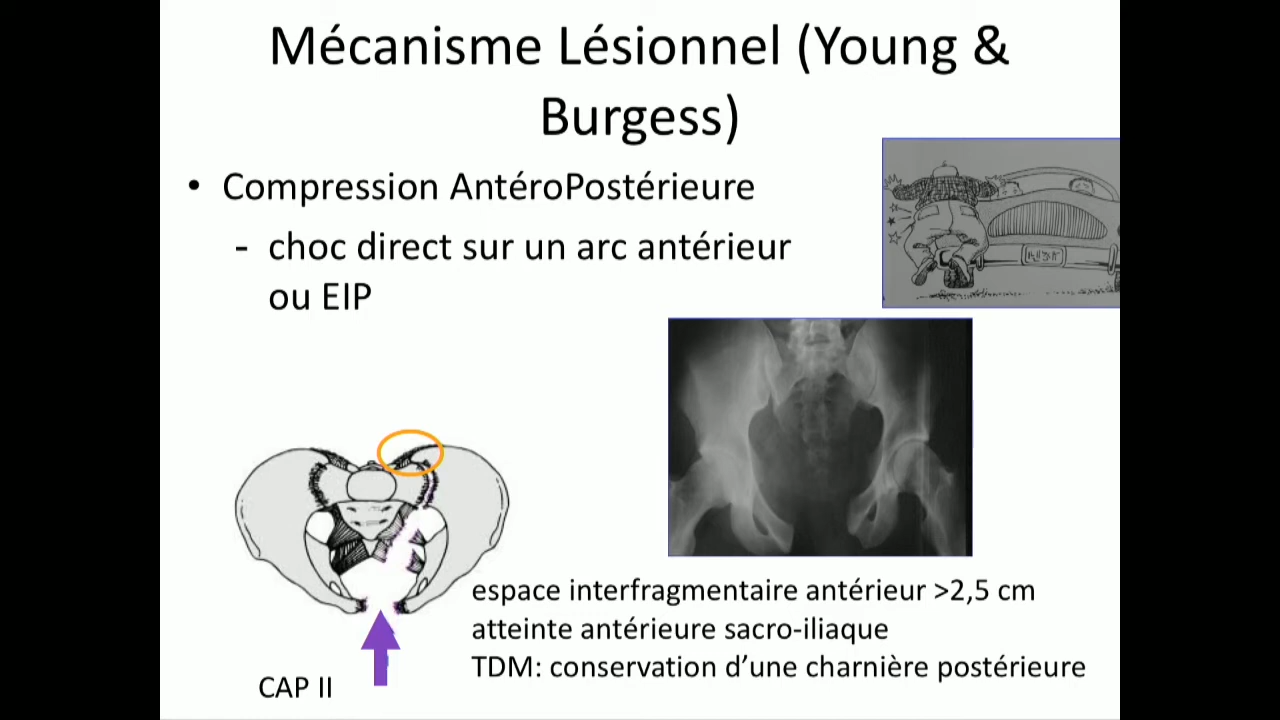 Mécanisme Lésionnel (Young &
Burgess)
• Compression AntéroPostérieure
- choc direct sur un arc antérieur
ou EIP
espace interfragmentaire antérieur >2,5 cm
atteinte antérieure sacro-iliaque
TDM: conservation d’une charnière postérieure
CAP II